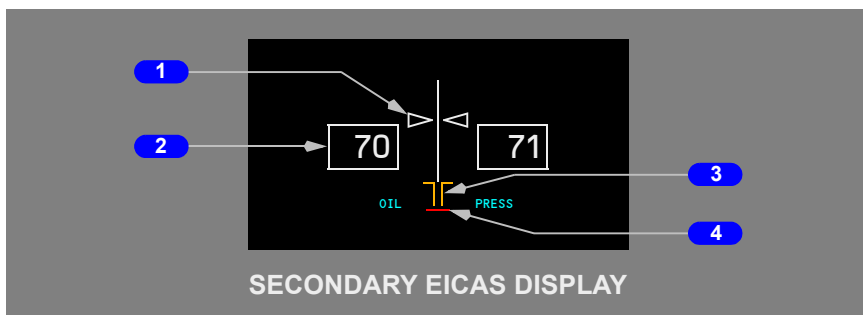 1
2
70 71
3
OIL PRESS
4
SECONDARY EICAS DISPLAY